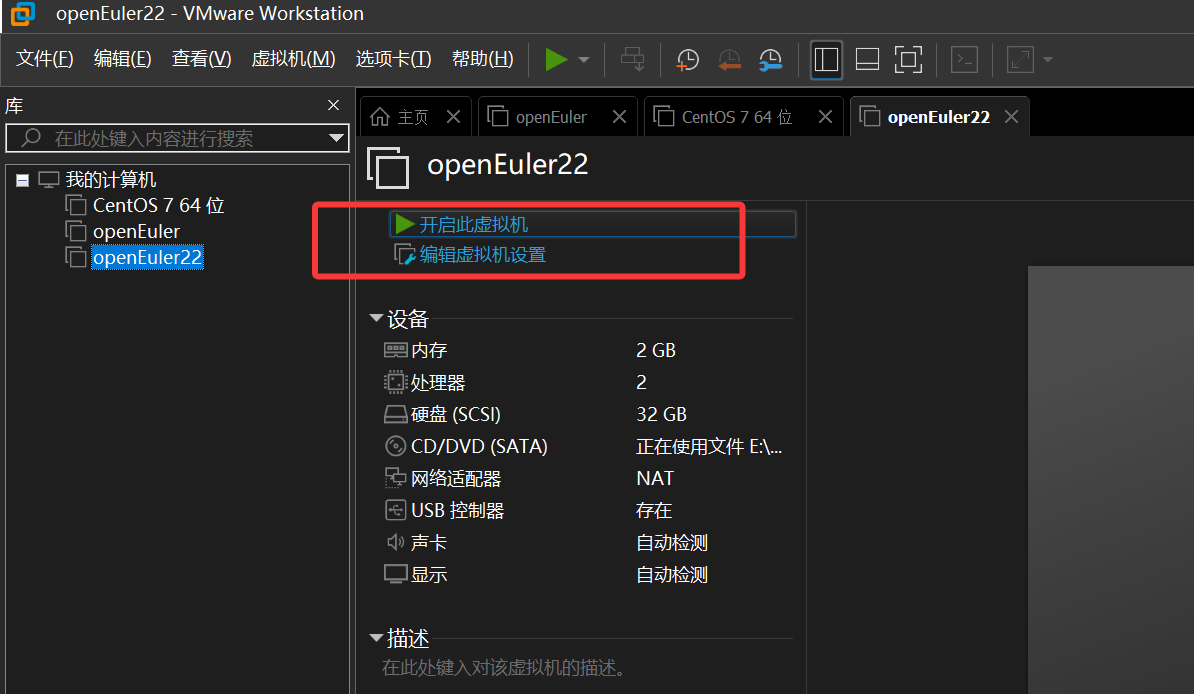 openEuler22 - VMware Workstation
文件(F) 编辑(E) 查看(V) 虚拟机(M) 选项卡(T) 帮助(H)
库
在此处键入内容进行搜索
我的计算机
CentOS 7 64 位
openEuler
openEuler22
主页 openEuler CentOS 7 64 位 openEuler22
openEuler22
开启此虚拟机
编辑虚拟机设置
设备
内存 2 GB
处理器 2
硬盘 (SCSI) 32 GB
CD/DVD (SATA) 正在使用文件 E:\...
网络适配器 NAT
USB 控制器 存在
声卡 自动检测
显示 自动检测
描述
在此处键入对该虚拟机的描述。